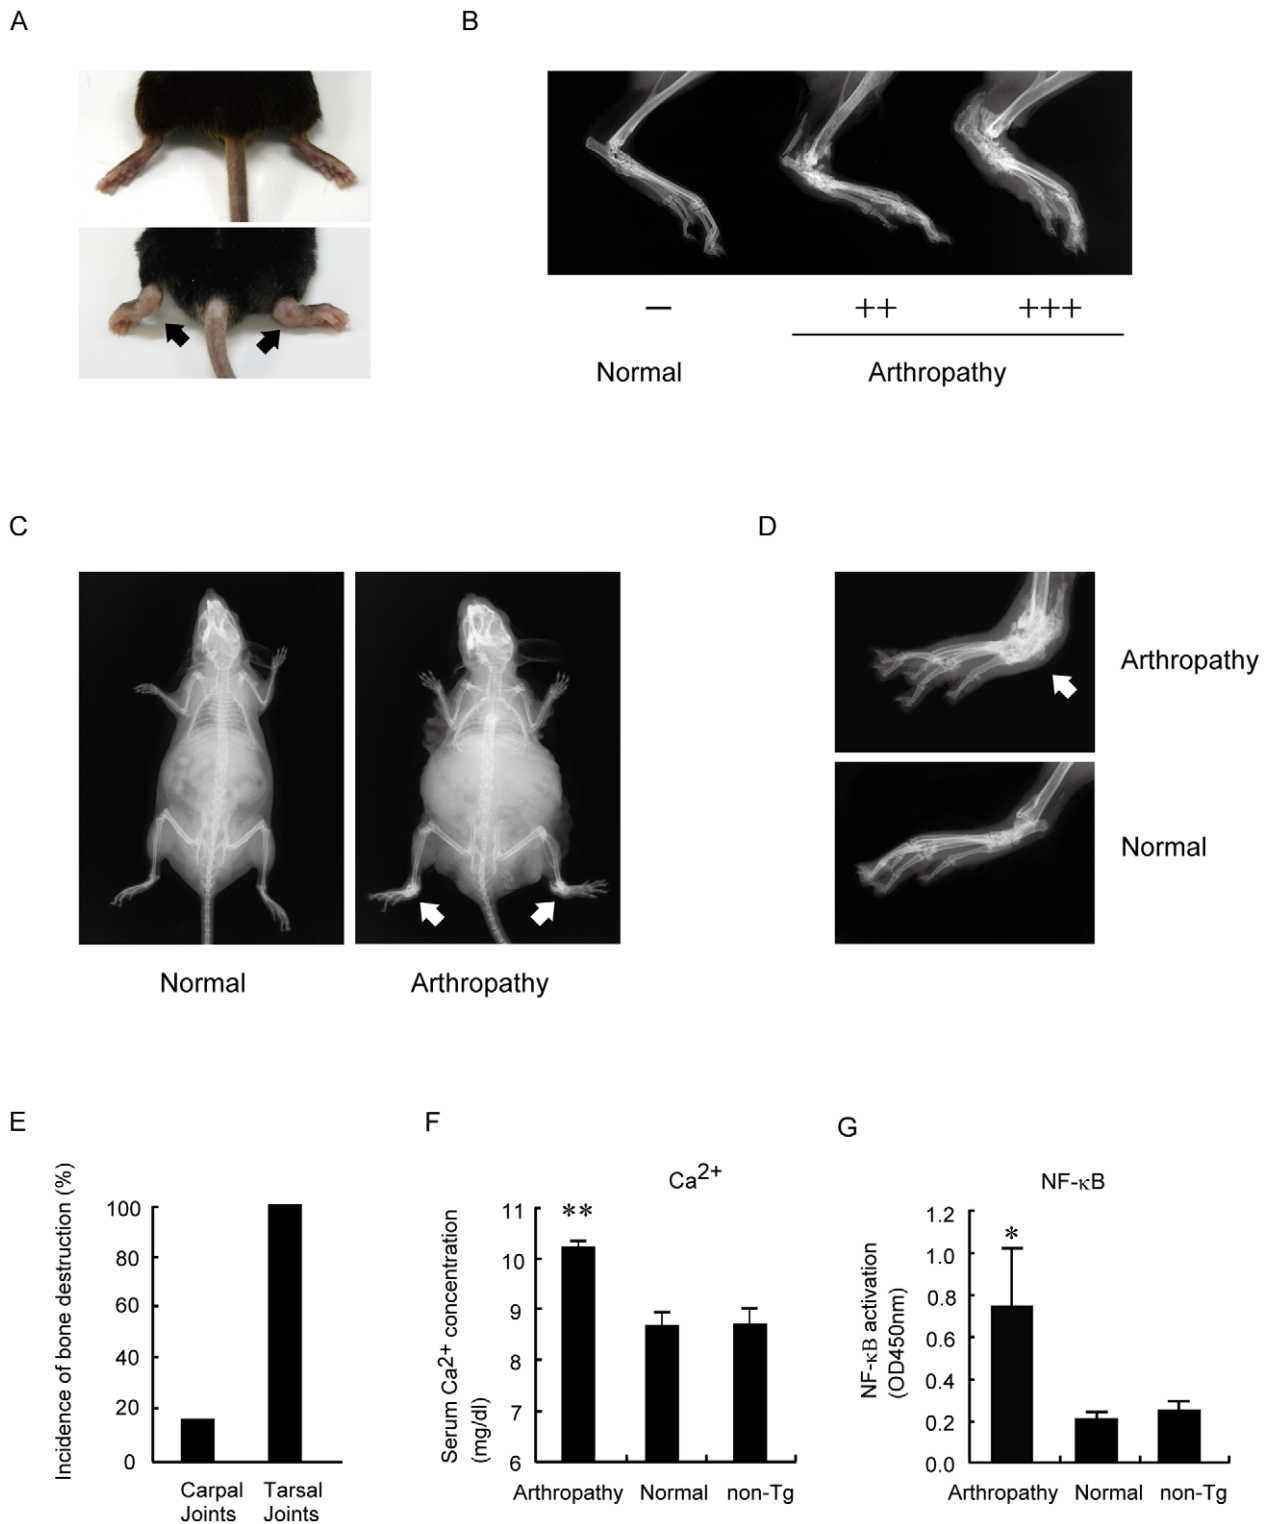 A
B
— ++ +++
Normal Arthropathy
C
D
Arthropathy
Normal
Normal Arthropathy
E
Incidence of bone destruction (%)
100
80
60
40
20
0
Carpal Tarsal
Joints Joints
F
Ca2+
Serum Ca2+ concentration
(mg/dl)
11
10
9
8
7
6
**
Arthropathy Normal non-Tg
G
NF-κB
NF-κB activation
(OD450nm)
1.2
1.0
0.8
0.6
0.4
0.2
0.0
*
Arthropathy Normal non-Tg